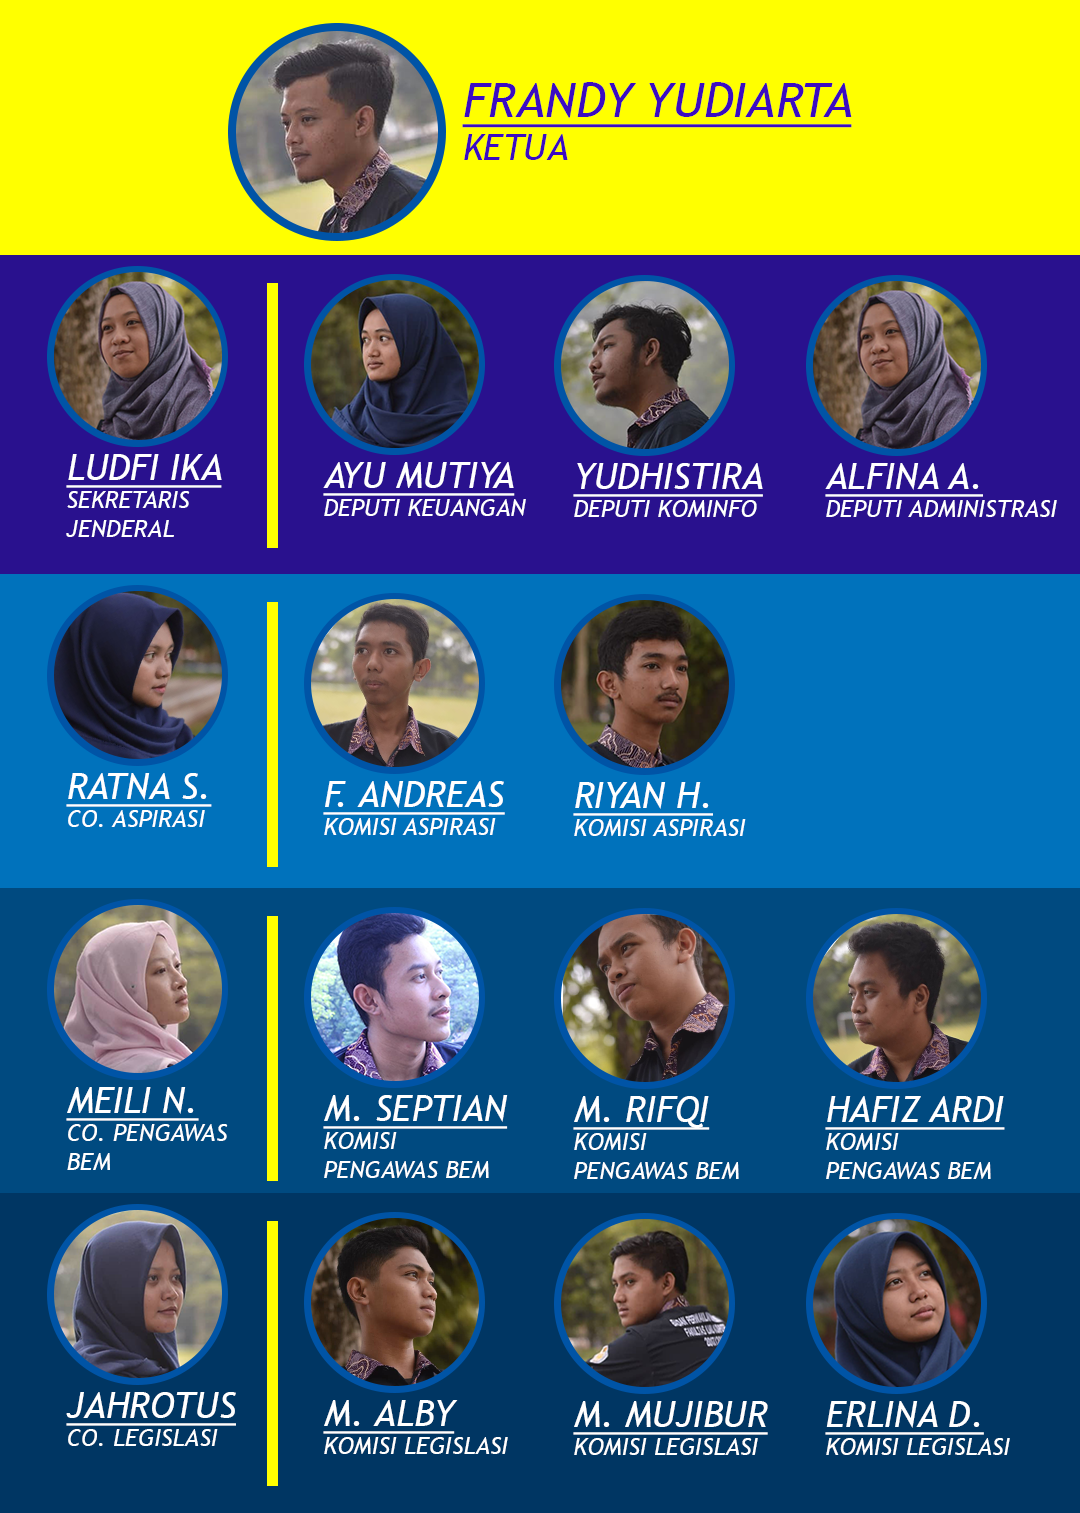 FRANDY YUDIARTA
KETUA
LUDFI IKA
SEKRETARIS
JENDERAL
AYU MUTIYA
DEPUTI KEUANGAN
YUDHISTIRA
DEPUTI KOMINFO
ALFINA A.
DEPUTI ADMINISTRASI
RATNA S.
CO. ASPIRASI
F. ANDREAS
KOMISI ASPIRASI
RIYAN H.
KOMISI ASPIRASI
MEILI N.
CO. PENGAWAS
BEM
M. SEPTIAN
KOMISI
PENGAWAS BEM
M. RIFQI
KOMISI
PENGAWAS BEM
HAFIZ ARDI
KOMISI
PENGAWAS BEM
JAHROTUS
CO. LEGISLASI
M. ALBY
KOMISI LEGISLASI
M. MUJIBUR
KOMISI LEGISLASI
ERLINA D.
KOMISI LEGISLASI